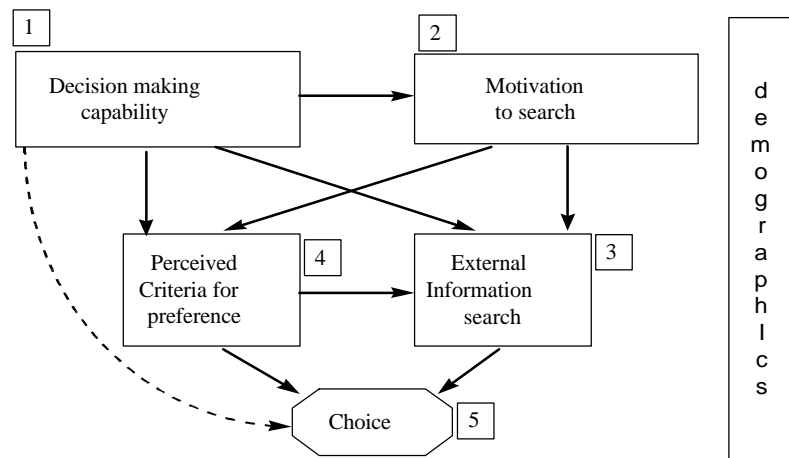 1
Decision making
capability
2
Motivation
to search
Perceived
Criteria for
preference
4
External
Information
search
3
Choice
5
d
e
m
o
g
r
a
p
h
I
c
s